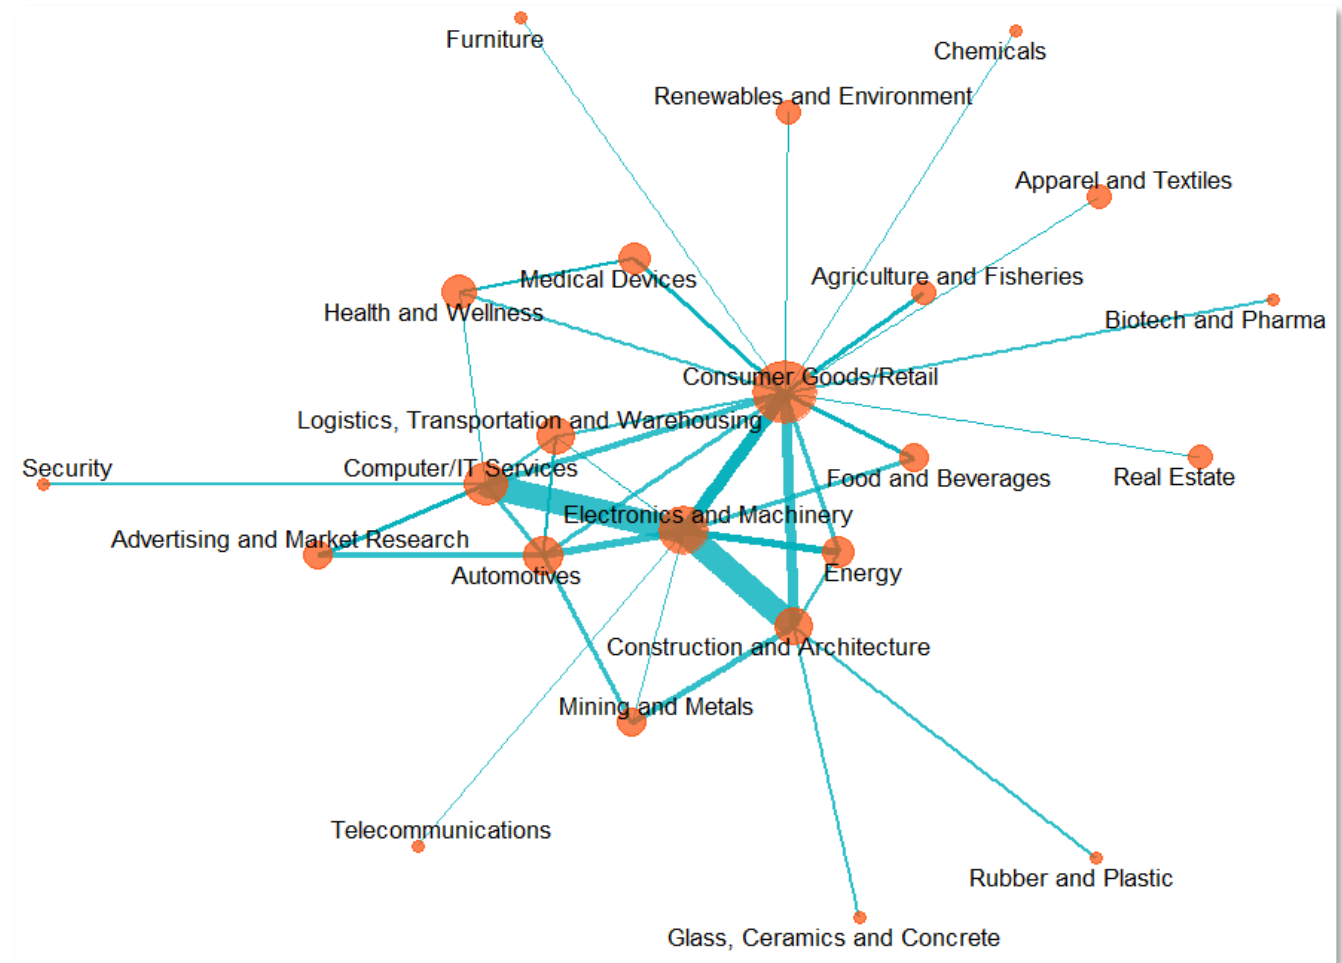 Furniture
Chemicals
Renewables and Environment
Apparel and Textiles
Medical Devices
Agriculture and Fisheries
Health and Wellness
Biotech and Pharma
Consumer Goods/Retail
Logistics, Transportation and Warehousing
Security
Computer/IT Services
Food and Beverages
Real Estate
Electronics and Machinery
Advertising and Market Research
Automotives
Energy
Construction and Architecture
Mining and Metals
Telecommunications
Rubber and Plastic
Glass, Ceramics and Concrete